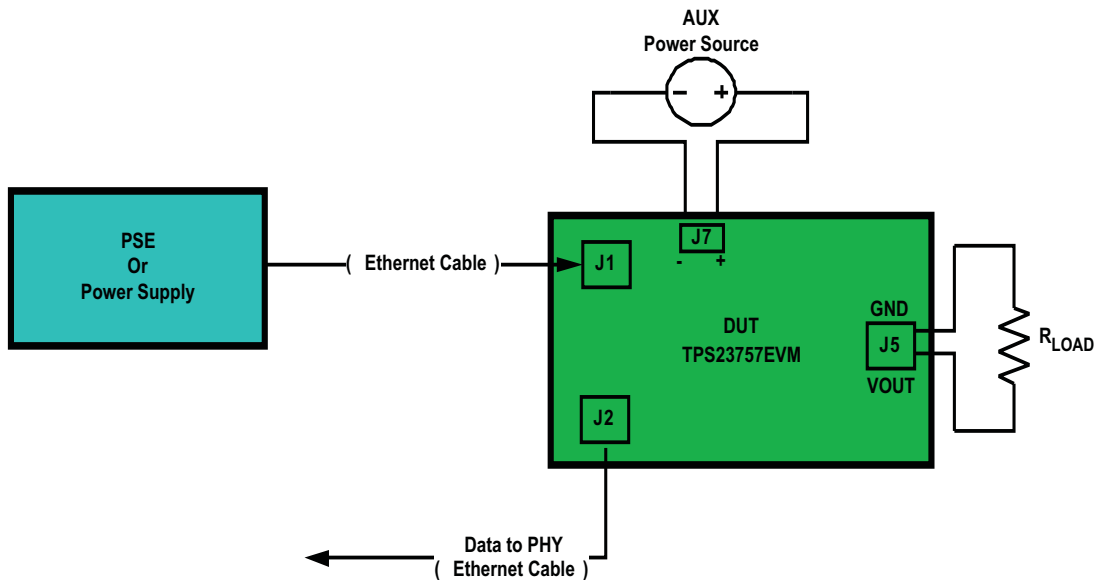 AUX
Power Source
- +
PSE
Or
Power Supply
( Ethernet Cable )
J1
J7
- +
DUT
TPS23757EVM
GND
J5
VOUT
RLOAD
J2
Data to PHY
( Ethernet Cable )